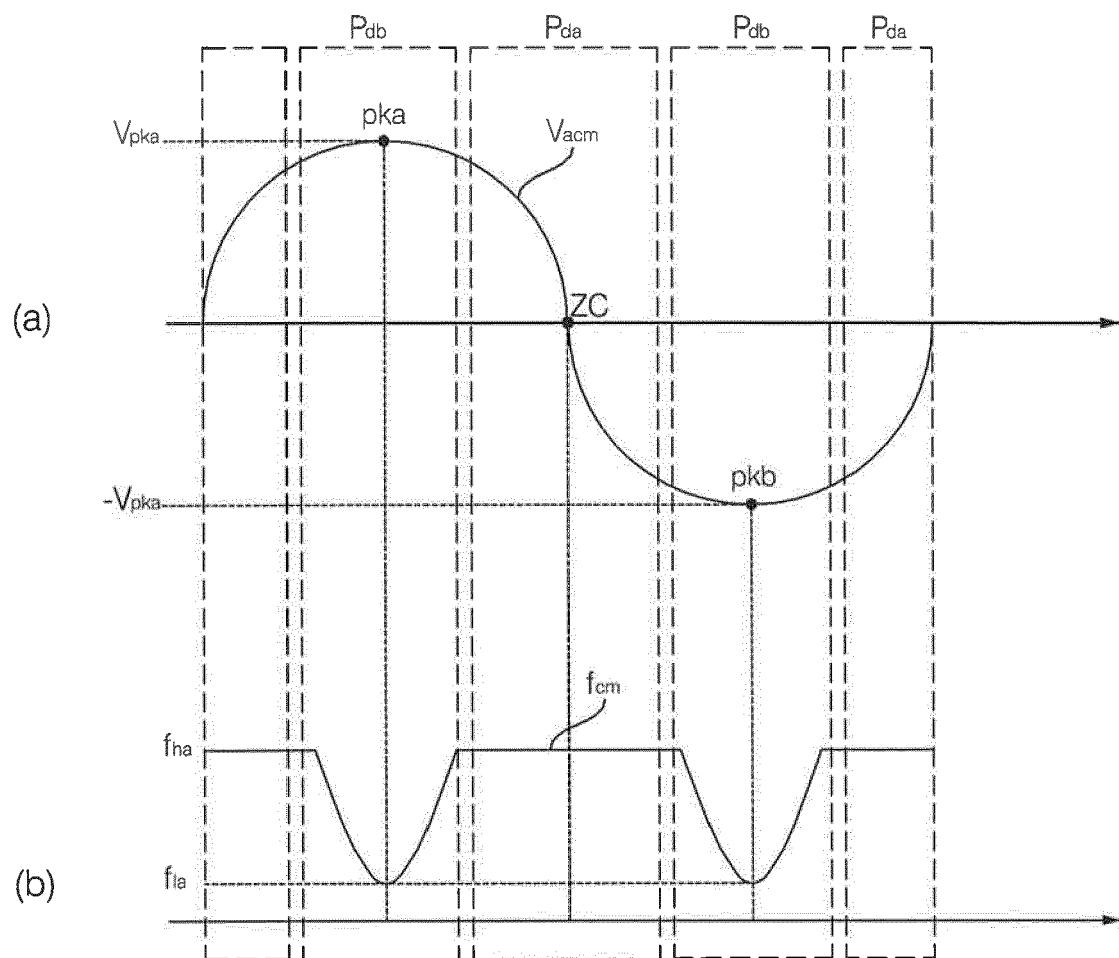 Pdb Pda Pdb Pda
pka
Vpka
Vacm
(a)
ZC
pkb
-Vpka
fcm
fha
fla
(b)